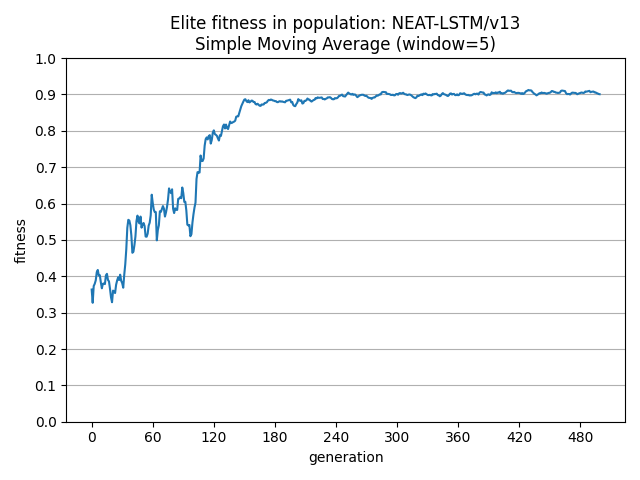 Elite fitness in population: NEAT-LSTM/v13
Simple Moving Average (window=5)
1.0
0.9
0.8
0.7
0.6
0.5
0.4
0.3
0.2
0.1
0.0
fitness
0 60 120 180 240 300 360 420 480
generation